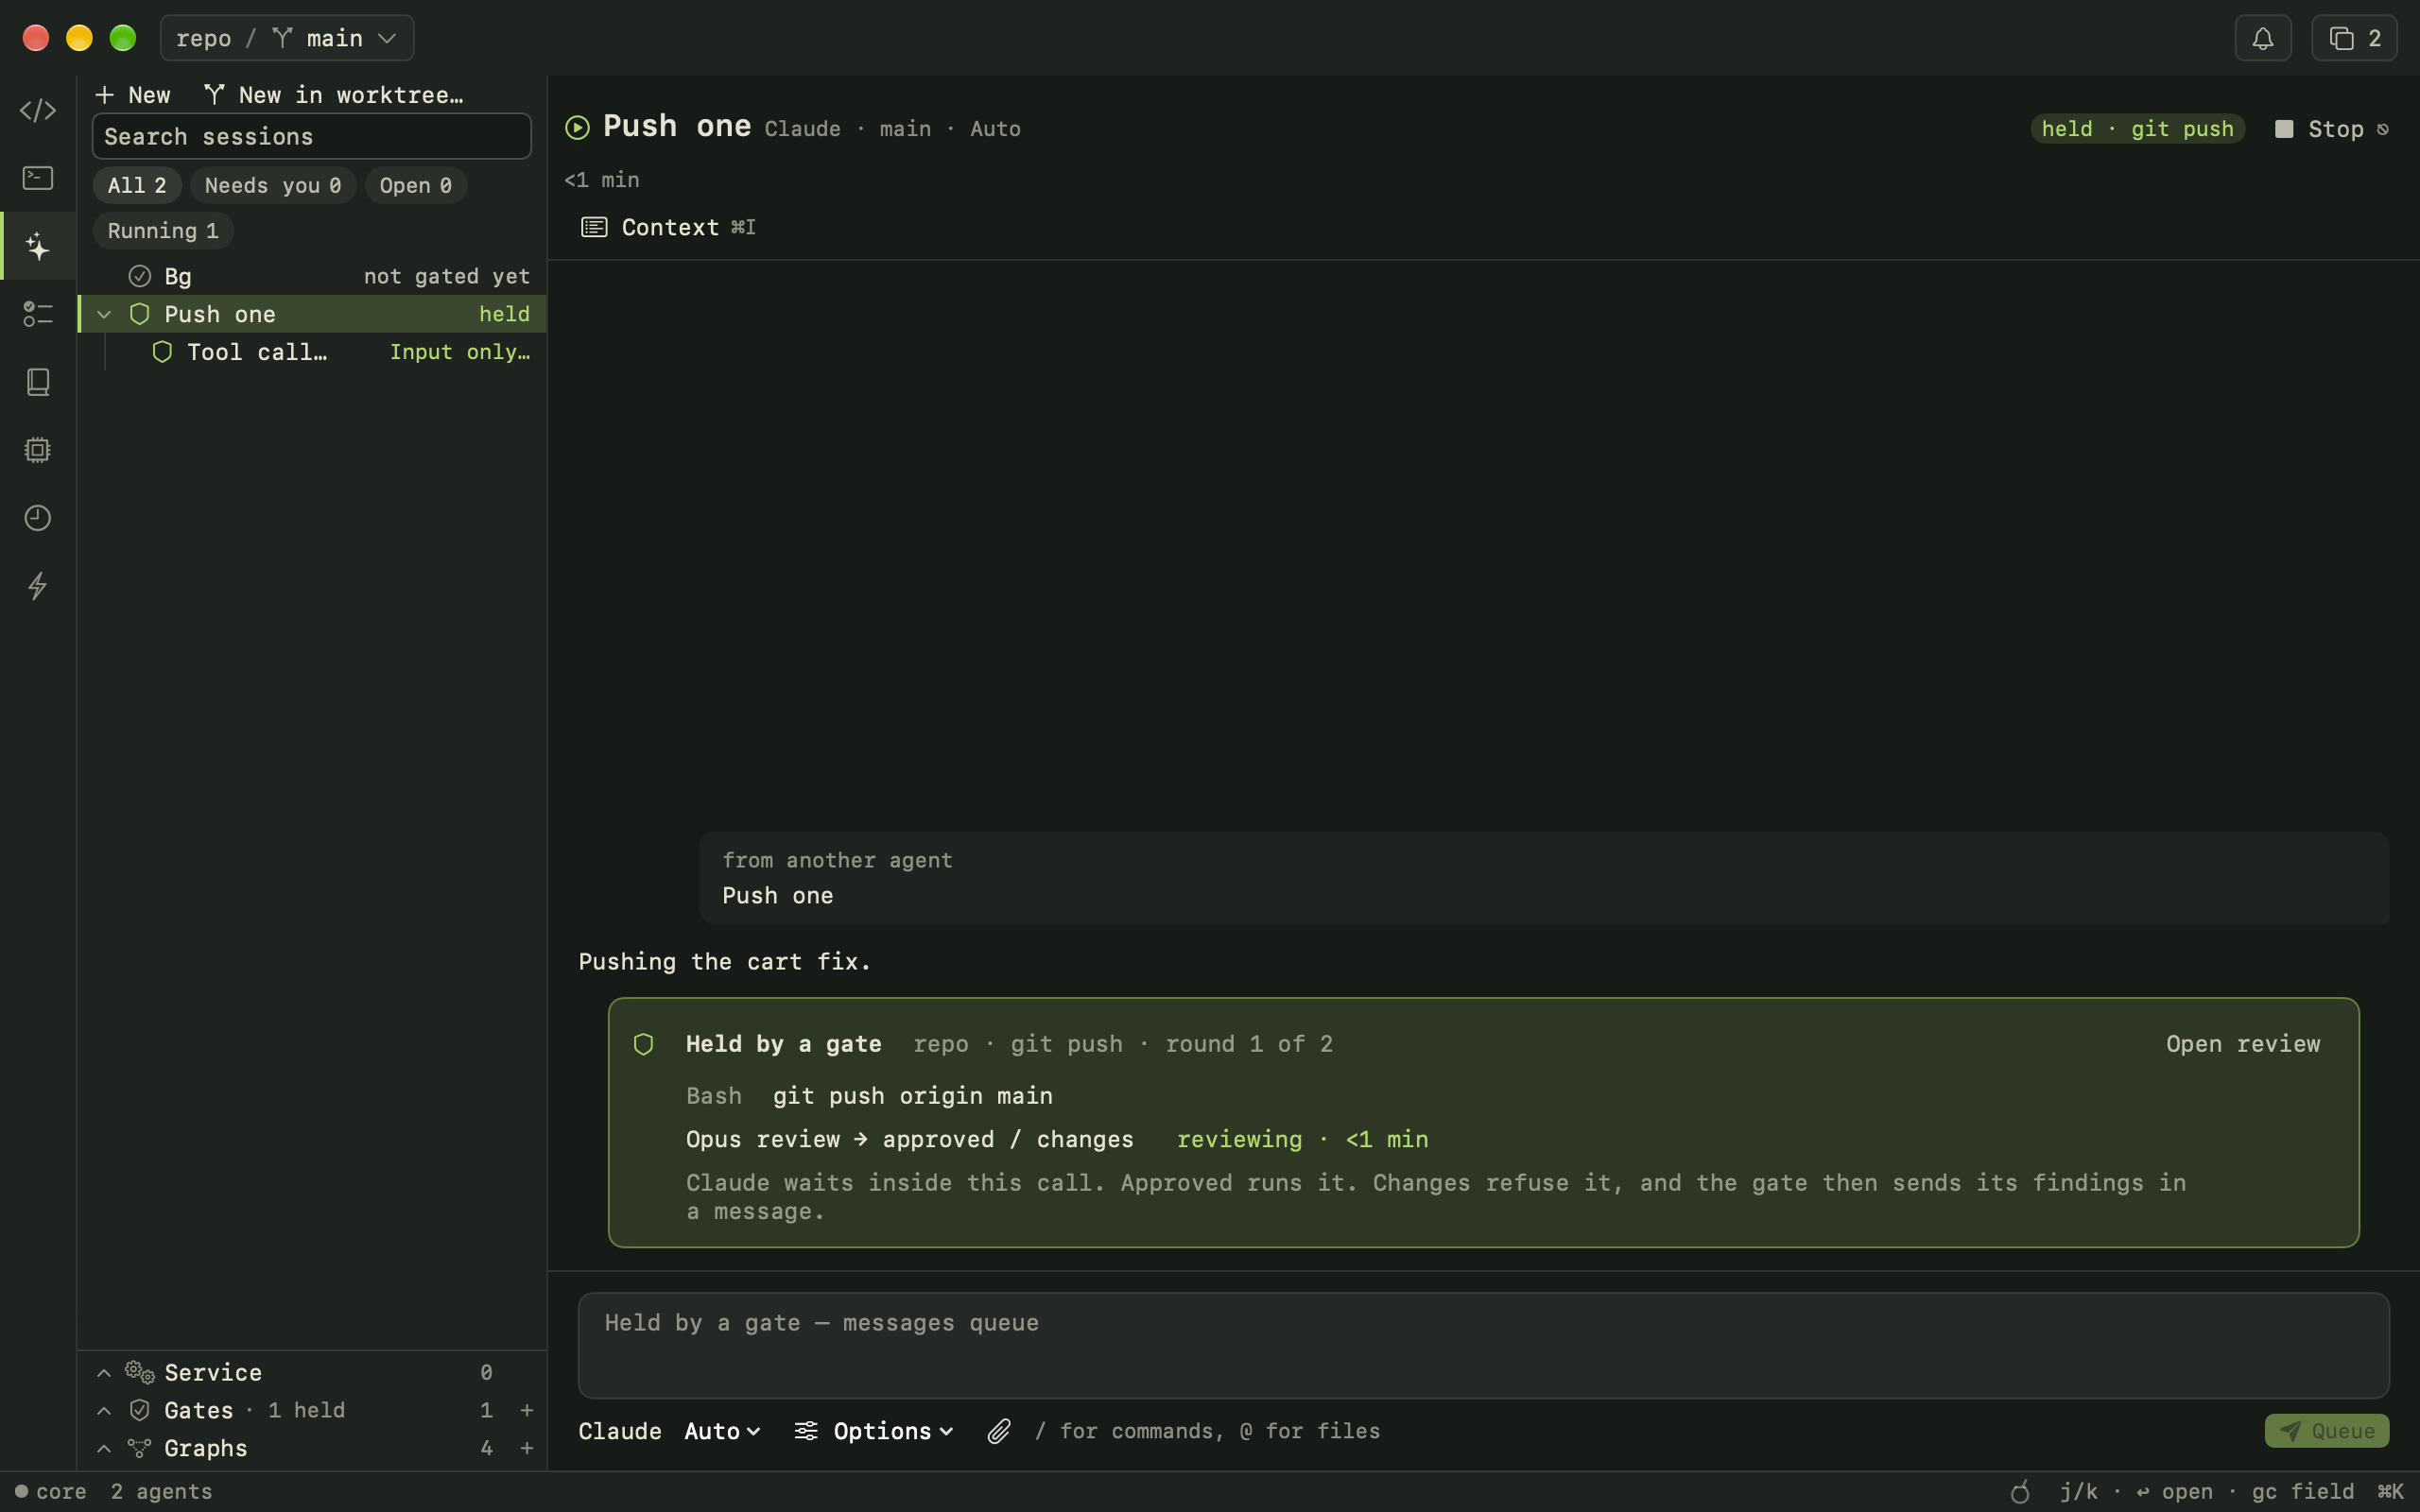 repo / main
2
New New in worktree…
Search sessions
All 2 Needs you 0 Open 0
Running 1
Bg not gated yet
Push one held
Tool call… Input only…
Service 0
Gates · 1 held 1 +
Graphs 4 +
Push one Claude · main · Auto
held · git push Stop ⎋
<1 min
Context ⌘I
from another agent
Push one
Pushing the cart fix.
Held by a gate repo · git push · round 1 of 2 Open review
Bash git push origin main
Opus review → approved / changes reviewing · <1 min
Claude waits inside this call. Approved runs it. Changes refuse it, and the gate then sends its findings in
a message.
Held by a gate — messages queue
Claude Auto Options / for commands, @ for files Queue
core 2 agents
j/k · ↩ open · gc field ⌘K